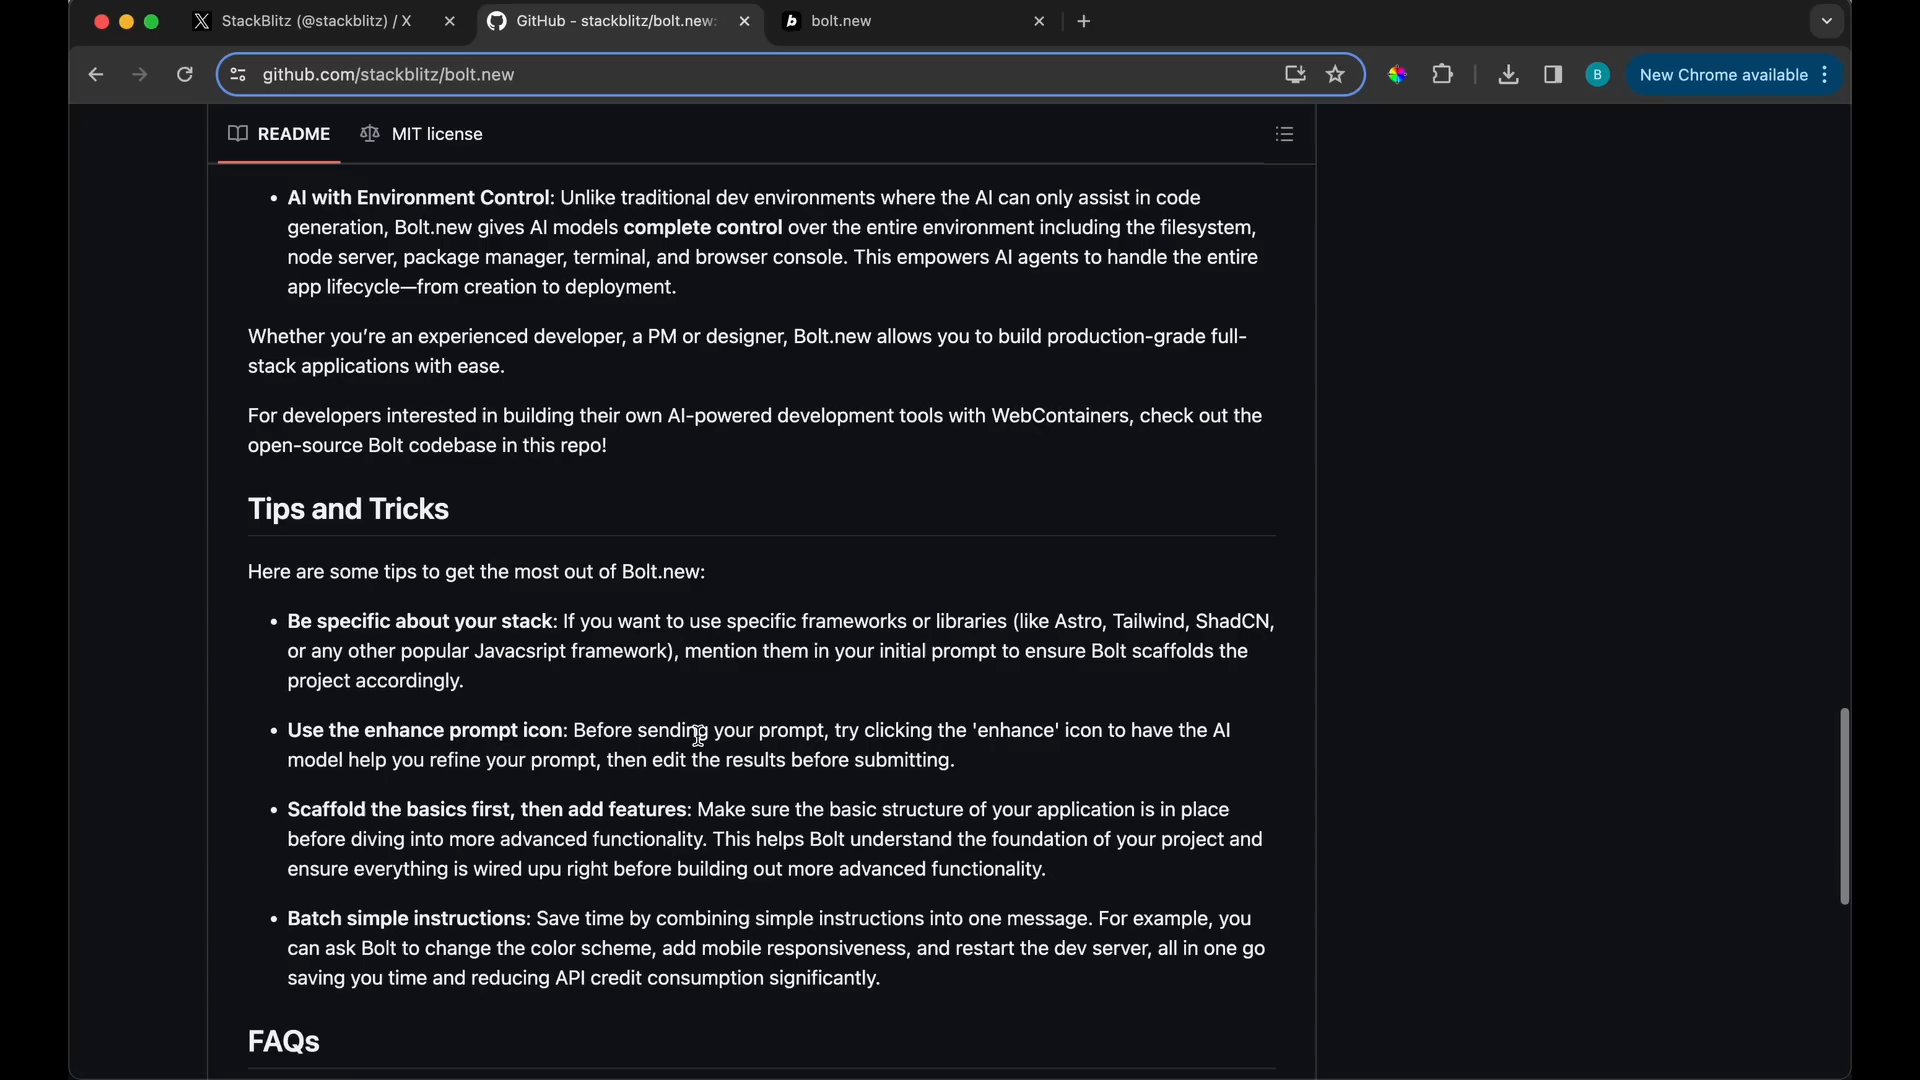 StackBlitz (@stackblitz) / X
GitHub - stackblitz/bolt.new:
b bolt.new
github.com/stackblitz/bolt.new
B
New Chrome available
README
MIT license
• AI with Environment Control: Unlike traditional dev environments where the AI can only assist in code
generation, Bolt.new gives AI models complete control over the entire environment including the filesystem,
node server, package manager, terminal, and browser console. This empowers AI agents to handle the entire
app lifecycle—from creation to deployment.
Whether you’re an experienced developer, a PM or designer, Bolt.new allows you to build production-grade full-
stack applications with ease.
For developers interested in building their own AI-powered development tools with WebContainers, check out the
open-source Bolt codebase in this repo!
Tips and Tricks
Here are some tips to get the most out of Bolt.new:
• Be specific about your stack: If you want to use specific frameworks or libraries (like Astro, Tailwind, ShadCN,
or any other popular Javacsript framework), mention them in your initial prompt to ensure Bolt scaffolds the
project accordingly.
• Use the enhance prompt icon: Before sending your prompt, try clicking the 'enhance' icon to have the AI
model help you refine your prompt, then edit the results before submitting.
• Scaffold the basics first, then add features: Make sure the basic structure of your application is in place
before diving into more advanced functionality. This helps Bolt understand the foundation of your project and
ensure everything is wired upu right before building out more advanced functionality.
• Batch simple instructions: Save time by combining simple instructions into one message. For example, you
can ask Bolt to change the color scheme, add mobile responsiveness, and restart the dev server, all in one go
saving you time and reducing API credit consumption significantly.
FAQs